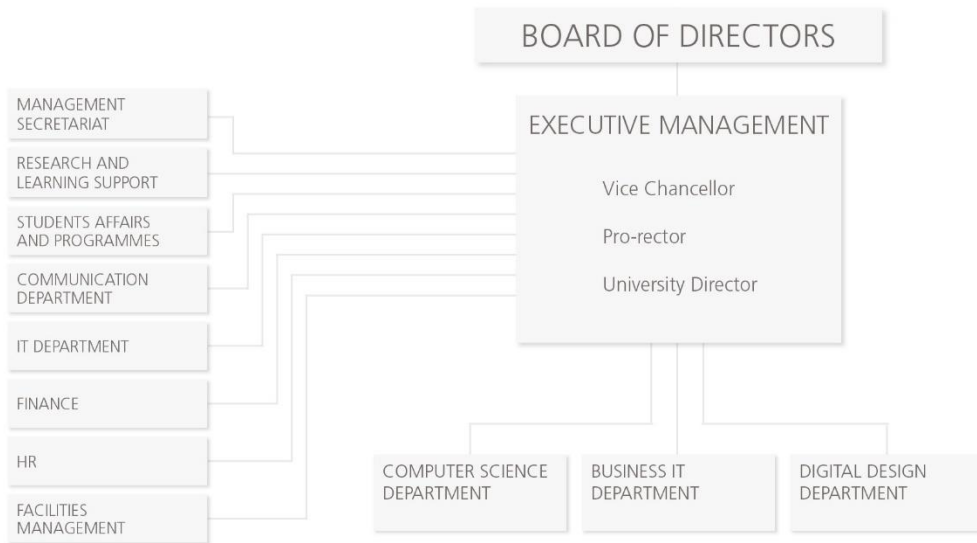 BOARD OF DIRECTORS
EXECUTIVE MANAGEMENT
Vice Chancellor
Pro-rector
University Director
MANAGEMENT
SECRETARIAT
RESEARCH AND
LEARNING SUPPORT
STUDENTS AFFAIRS
AND PROGRAMMES
COMMUNICATION
DEPARTMENT
IT DEPARTMENT
FINANCE
HR
FACILITIES
MANAGEMENT
COMPUTER SCIENCE
DEPARTMENT
BUSINESS IT
DEPARTMENT
DIGITAL DESIGN
DEPARTMENT